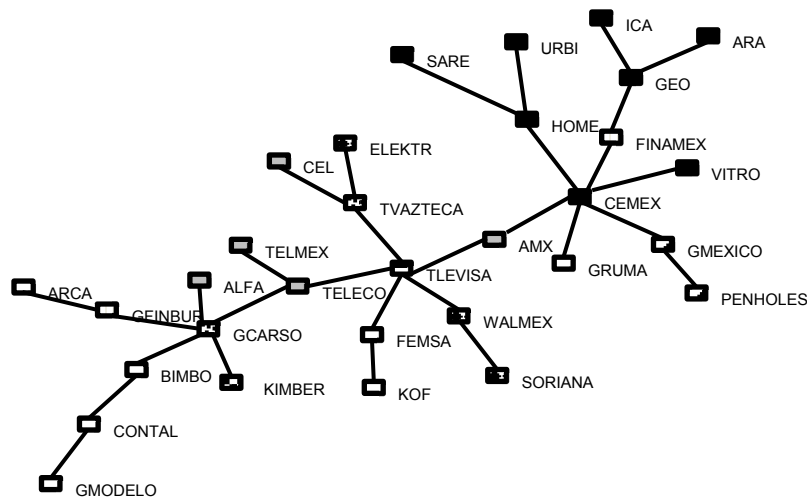 ICA
ARA
URBI
SARE
GEO
HOME
FINAMEX
ELEKTR
CEL
VITRO
TVAZTECA
CEMEX
AMX
GMEXICO
TELMEX
GRUMA
TLEVISA
ALFA
TELECO
PENHOLES
ARCA
GFINBUR
WALMEX
GCARSO
FEMSA
BIMBO
KIMBER
KOF
SORIANA
CONTAL
GMODELO